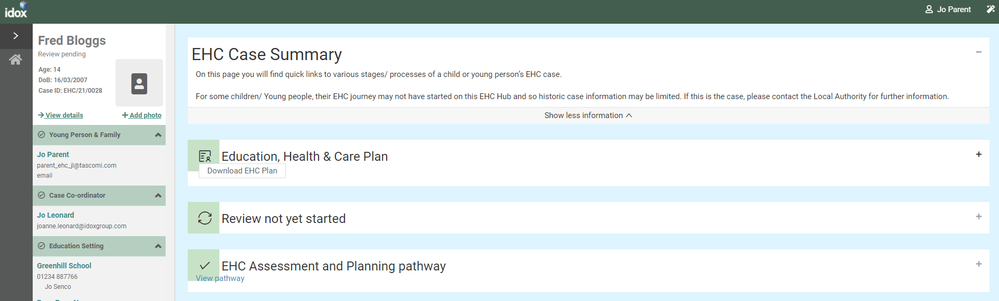 idox
Jo Parent
Fred Bloggs
Review pending
Age: 14
DoB: 16/03/2007
Case ID: EHC/21/0028
View details
Add photo
Young Person & Family
Jo Parent
parent_ehc_jl@tascomi.com
email
Case Co-ordinator
Jo Leonard
joanne.leonard@idoxgroup.com
Education Setting
Greenhill School
01234 887766
Jo Senco
EHC Case Summary
On this page you will find quick links to various stages/ processes of a child or young person’s EHC case.
For some children/ Young people, their EHC journey may not have started on this EHC Hub and so historic case information may be limited. If this is the case, please contact the Local Authority for further information.
Show less information
Education, Health & Care Plan
Download EHC Plan
Review not yet started
EHC Assessment and Planning pathway
View pathway